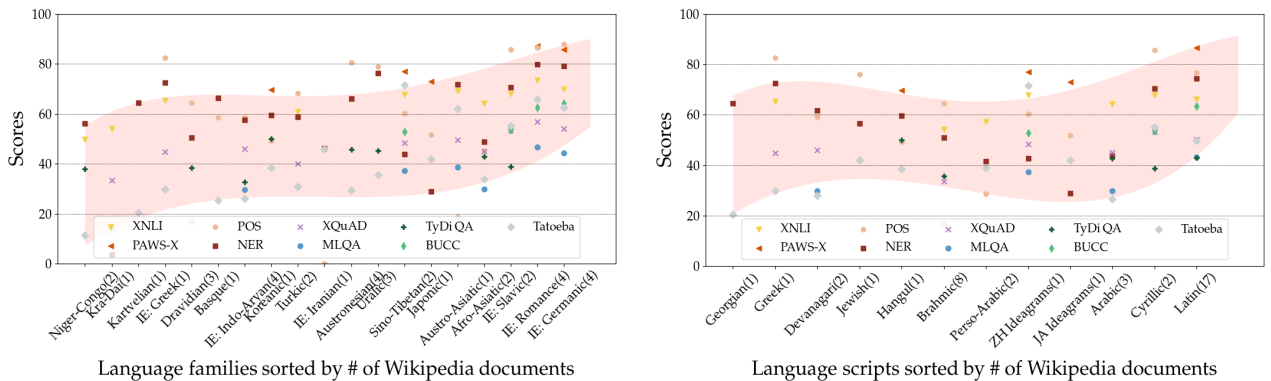 100
80
60
40
20
0
Scores
XNLI
PAWS-X
POS
NER
XQuAD
MLQA
TyDi QA
BUCC
Tatoeba
Niger-Congo(2)
Kra-Dai(1)
Kartvelian(1)
IE: Greek(1)
Dravidian(3)
Basque(1)
IE: Indo-Aryan(4)
Koreanic(1)
Turkic(2)
IE: Iranian(1)
Austronesian(4)
Uralic(3)
Sino-Tibetan(2)
Japonic(1)
Austro-Asiatic(1)
Afro-Asiatic(2)
IE: Slavic(2)
IE: Romance(4)
IE: Germanic(4)
Language families sorted by # of Wikipedia documents
100
80
60
40
20
0
Scores
XNLI
PAWS-X
POS
NER
XQuAD
MLQA
TyDi QA
BUCC
Tatoeba
Georgian(1)
Greek(1)
Devanagari(2)
Jewish(1)
Hangul(1)
Brahmic(8)
Perso-Arabic(2)
ZH Ideagrams(1)
JA Ideagrams(1)
Arabic(3)
Cyrillic(2)
Latin(17)
Language scripts sorted by # of Wikipedia documents